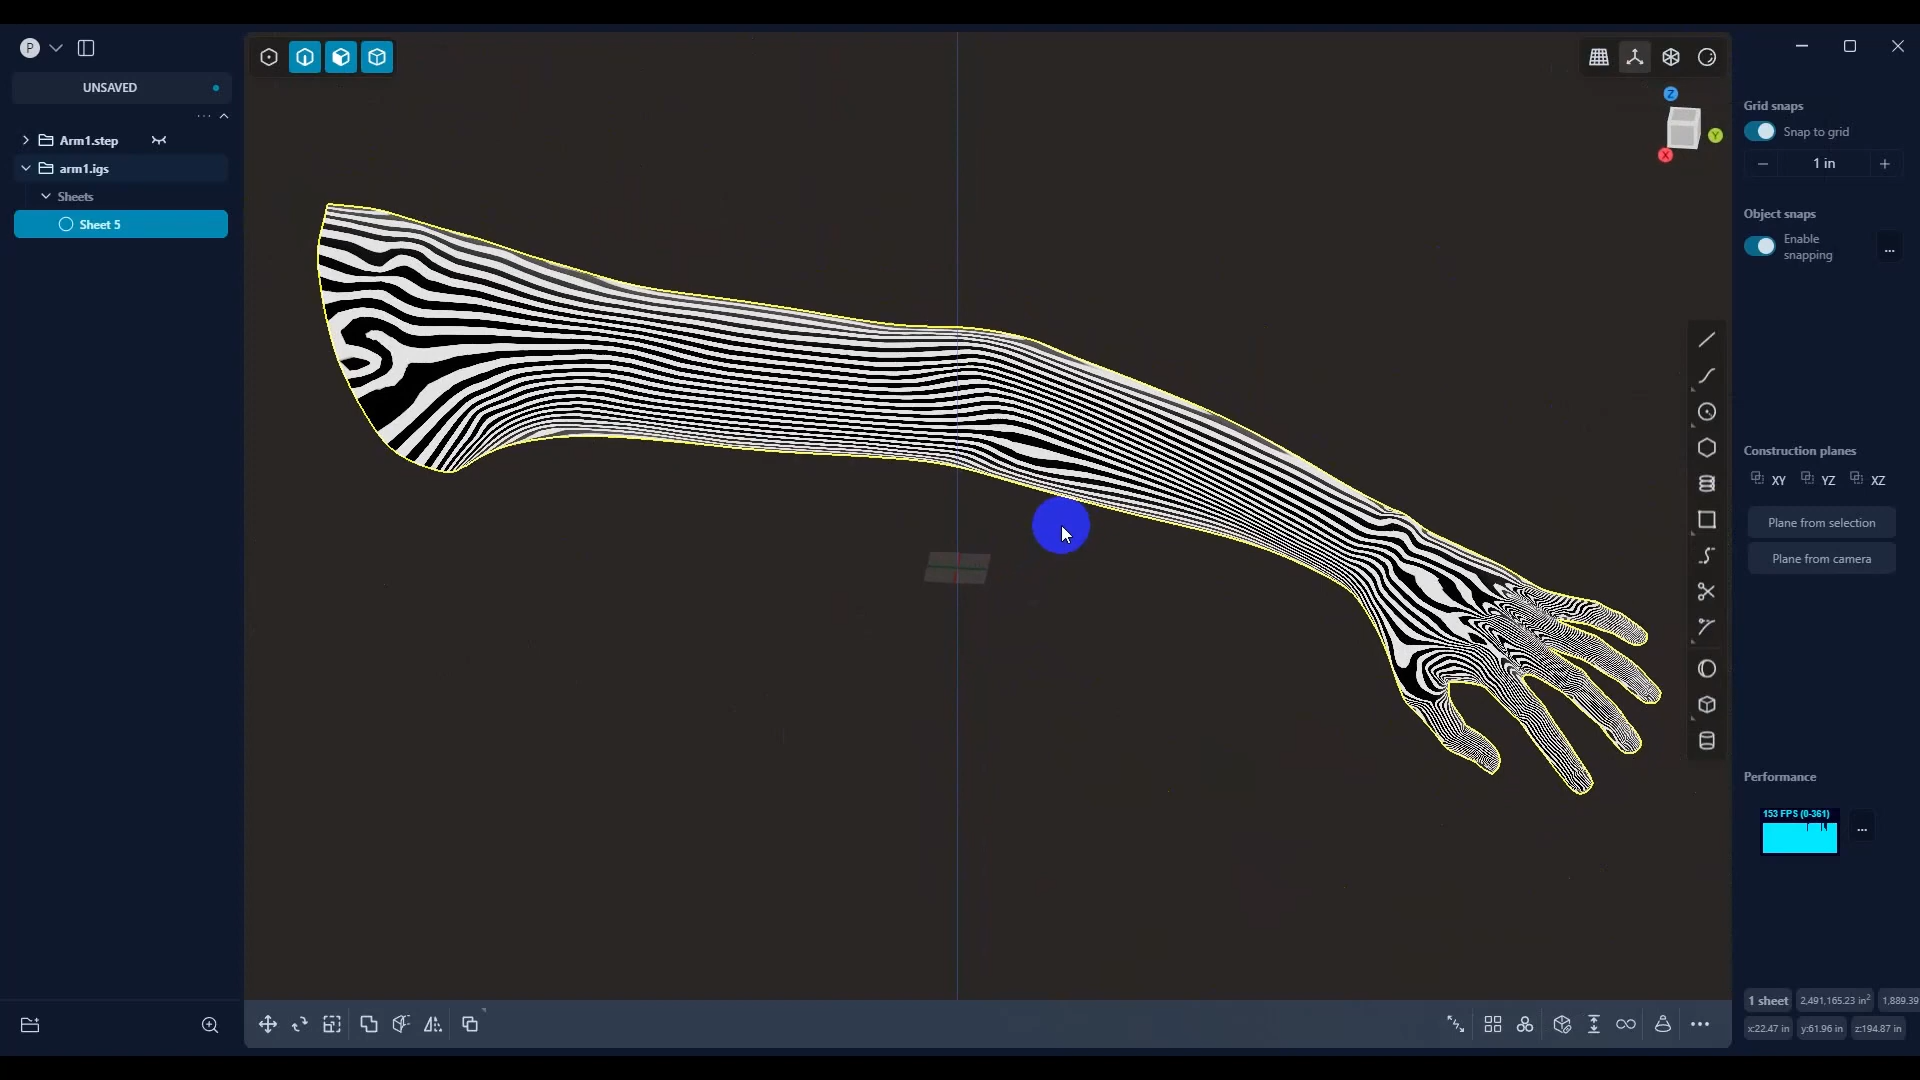 P
UNSAVED
Arm1.step
arm1.igs
Sheets
Sheet 5
Z
Y
X
Grid snaps
Snap to grid
1 in
Object snaps
Enable
snapping
Construction planes
XY YZ XZ
Plane from selection
Plane from camera
Performance
153 FPS (0-361)
1 sheet 2,491,165.23 in² 1,889.39
x:22.47 in y:61.96 in z:194.87 in